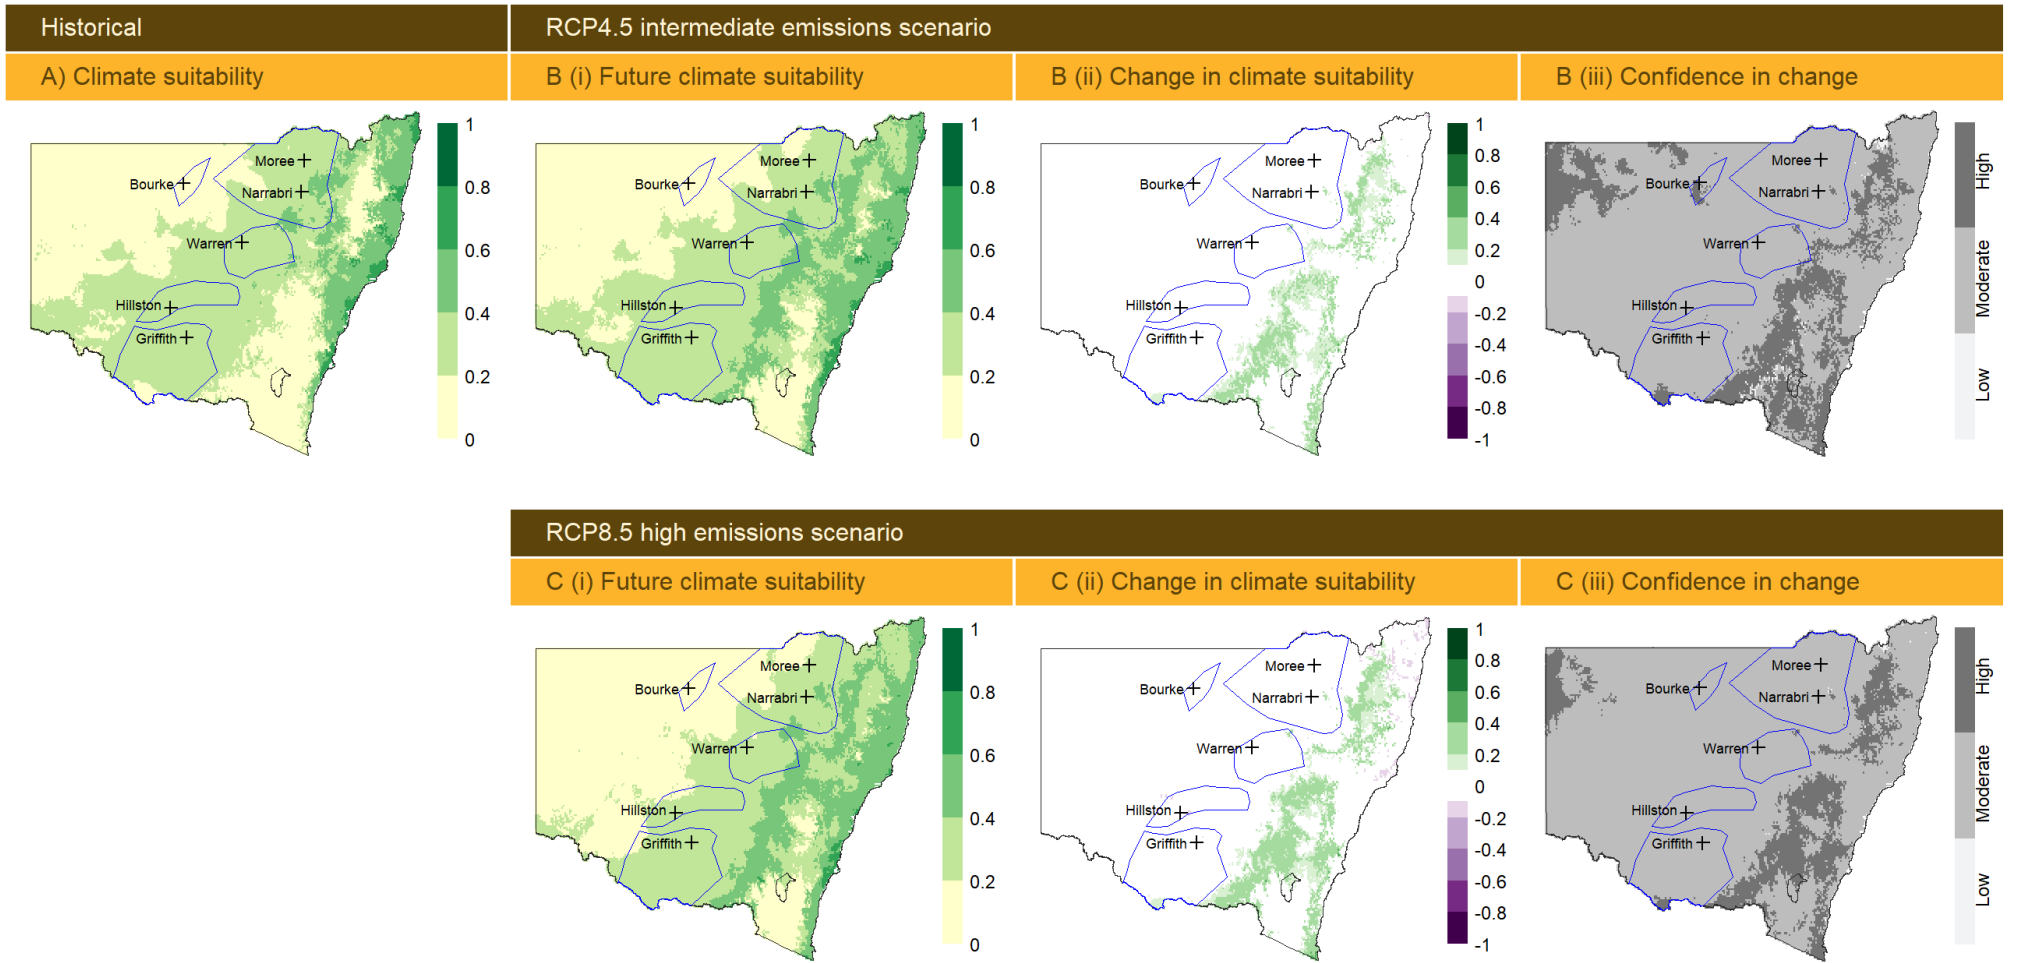 Historical
RCP4.5 intermediate emissions scenario
A) Climate suitability
B (i) Future climate suitability
B (ii) Change in climate suitability
B (iii) Confidence in change
Moree
Bourke
Narrabri
Warren
Hillston
Griffith
1
0.8
0.6
0.4
0.2
0
Moree
Bourke
Narrabri
Warren
Hillston
Griffith
1
0.8
0.6
0.4
0.2
0
Moree
Bourke
Narrabri
Warren
Hillston
Griffith
1
0.8
0.6
0.4
0.2
0
-0.2
-0.4
-0.6
-0.8
-1
Moree
Bourke
Narrabri
Warren
Hillston
Griffith
High
Moderate
Low
RCP8.5 high emissions scenario
C (i) Future climate suitability
C (ii) Change in climate suitability
C (iii) Confidence in change
Moree
Bourke
Narrabri
Warren
Hillston
Griffith
1
0.8
0.6
0.4
0.2
0
Moree
Bourke
Narrabri
Warren
Hillston
Griffith
1
0.8
0.6
0.4
0.2
0
-0.2
-0.4
-0.6
-0.8
-1
Moree
Bourke
Narrabri
Warren
Hillston
Griffith
High
Moderate
Low